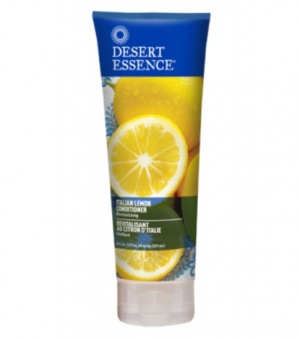 DESERT
ESSENCE®
ITALIAN LEMON
CONDITIONER
REVITALISANT
AU CITRON D'ITALIE